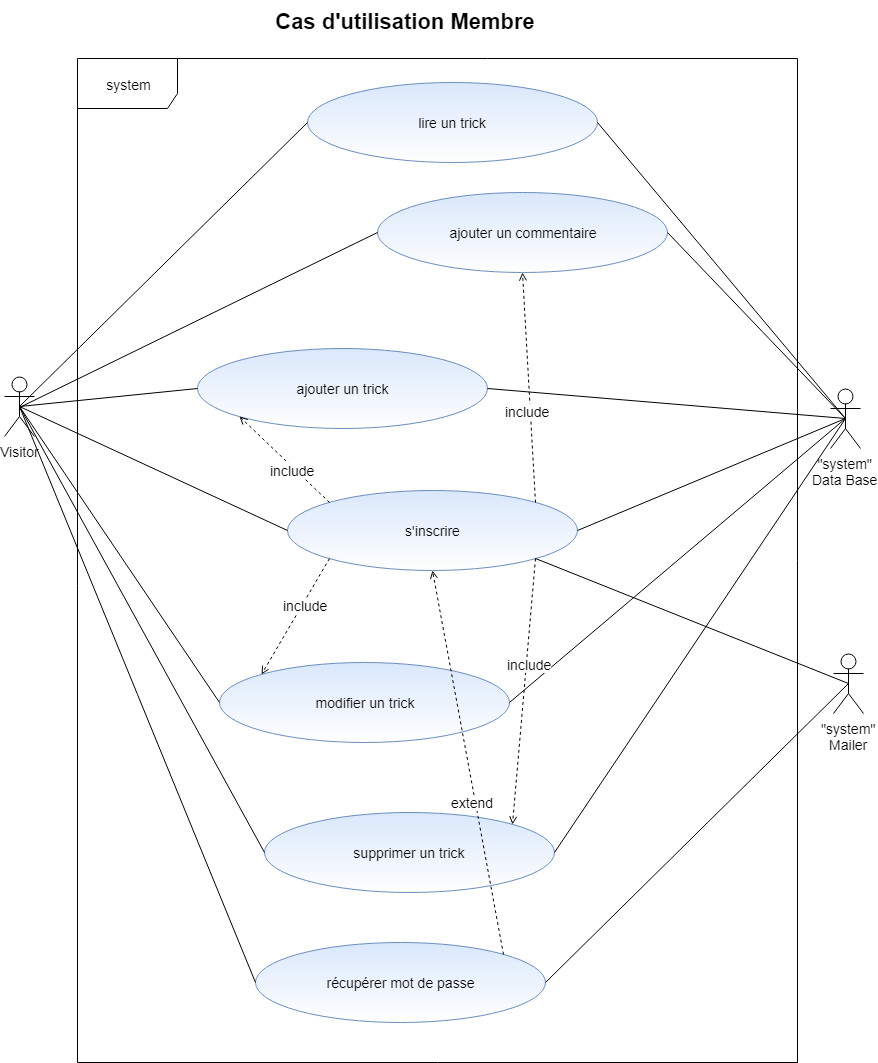 Cas d'utilisation Membre
system
lire un trick
ajouter un commentaire
ajouter un trick
include
Visitor
"system"
Data Base
include
s'inscrire
include
include
modifier un trick
"system"
Mailer
extend
supprimer un trick
récupérer mot de passe